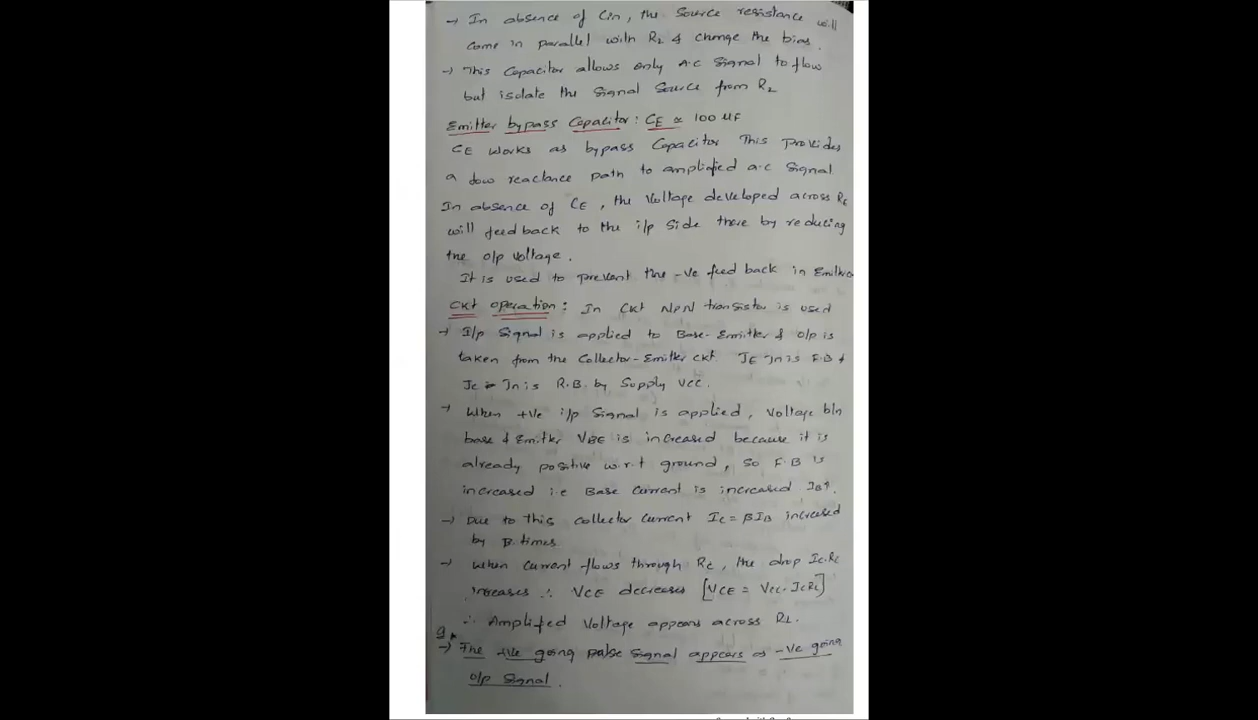 → In absence of Cin, the Source resistance will
come in parallel with R2 & change the bias.
→ This Capacitor allows only A.C Signal to flow
but isolate the Signal Source from R2
Emitter bypass Capacitor: CE ∝ 100 μF
CE works as bypass Capacitor This Provides
a low reactance path to amplified a.c Signal
In absence of CE, the Voltage developed across RE
will feedback to the i/p Side there by reducing
the o/p voltage.
It is used to prevent the -ve feed back in Emitter
CKt operation: In CKt NPN transistor is used
→ I/p Signal is applied to Base-Emitter & o/p is
taken from the Collector-Emitter ckt. JE Jn is F.B &
Jc Jn is R.B. by Supply Vcc.
→ When +ve i/p Signal is applied, Voltage b/n
base & Emitter VBE is increased because it is
already positive w.r.t ground, So F.B is
increased i.e Base Current is increased IB↑.
→ Due to this collector current Ic = βIB increased
by B times
→ When current flows through Rc, the drop Ic.Rc
increases ∴ VCE decreases [VCE = Vcc-IcRc]
∴ Amplified Voltage appears across RL.
9.
→ The +ve going pulse Signal appears as -ve going
o/p Signal.